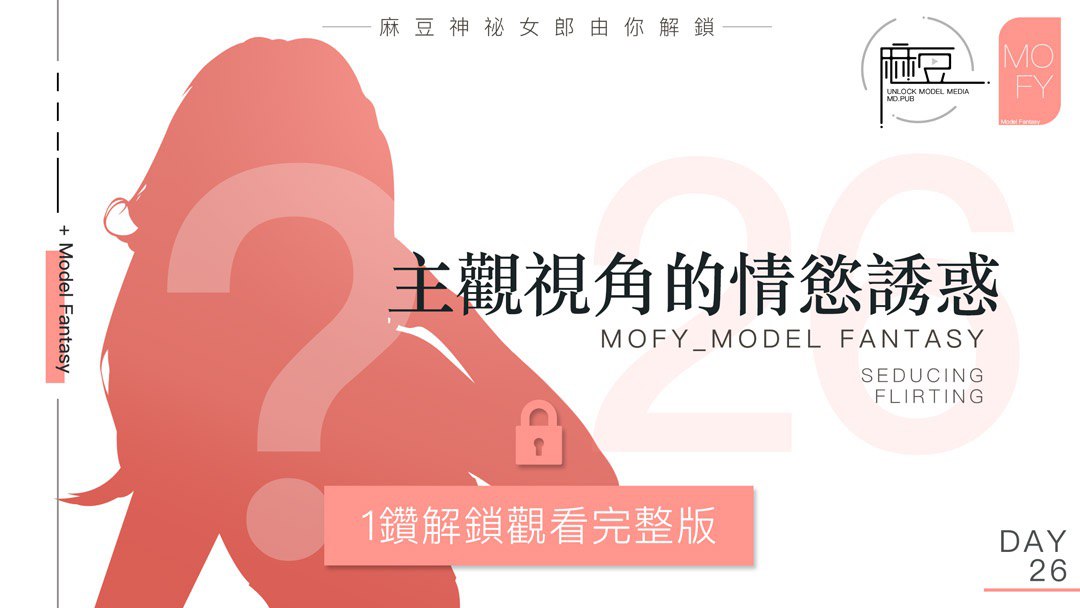 麻豆神祕女郎由你解鎖
麻豆
UNLOCK MODEL MEDIA
MD.PUB
MO
FY
Model Fantasy
+ Model Fantasy
?
26
主觀視角的情慾誘惑
MOFY_MODEL FANTASY
SEDUCING
FLIRTING
1鑽解鎖觀看完整版
DAY
26